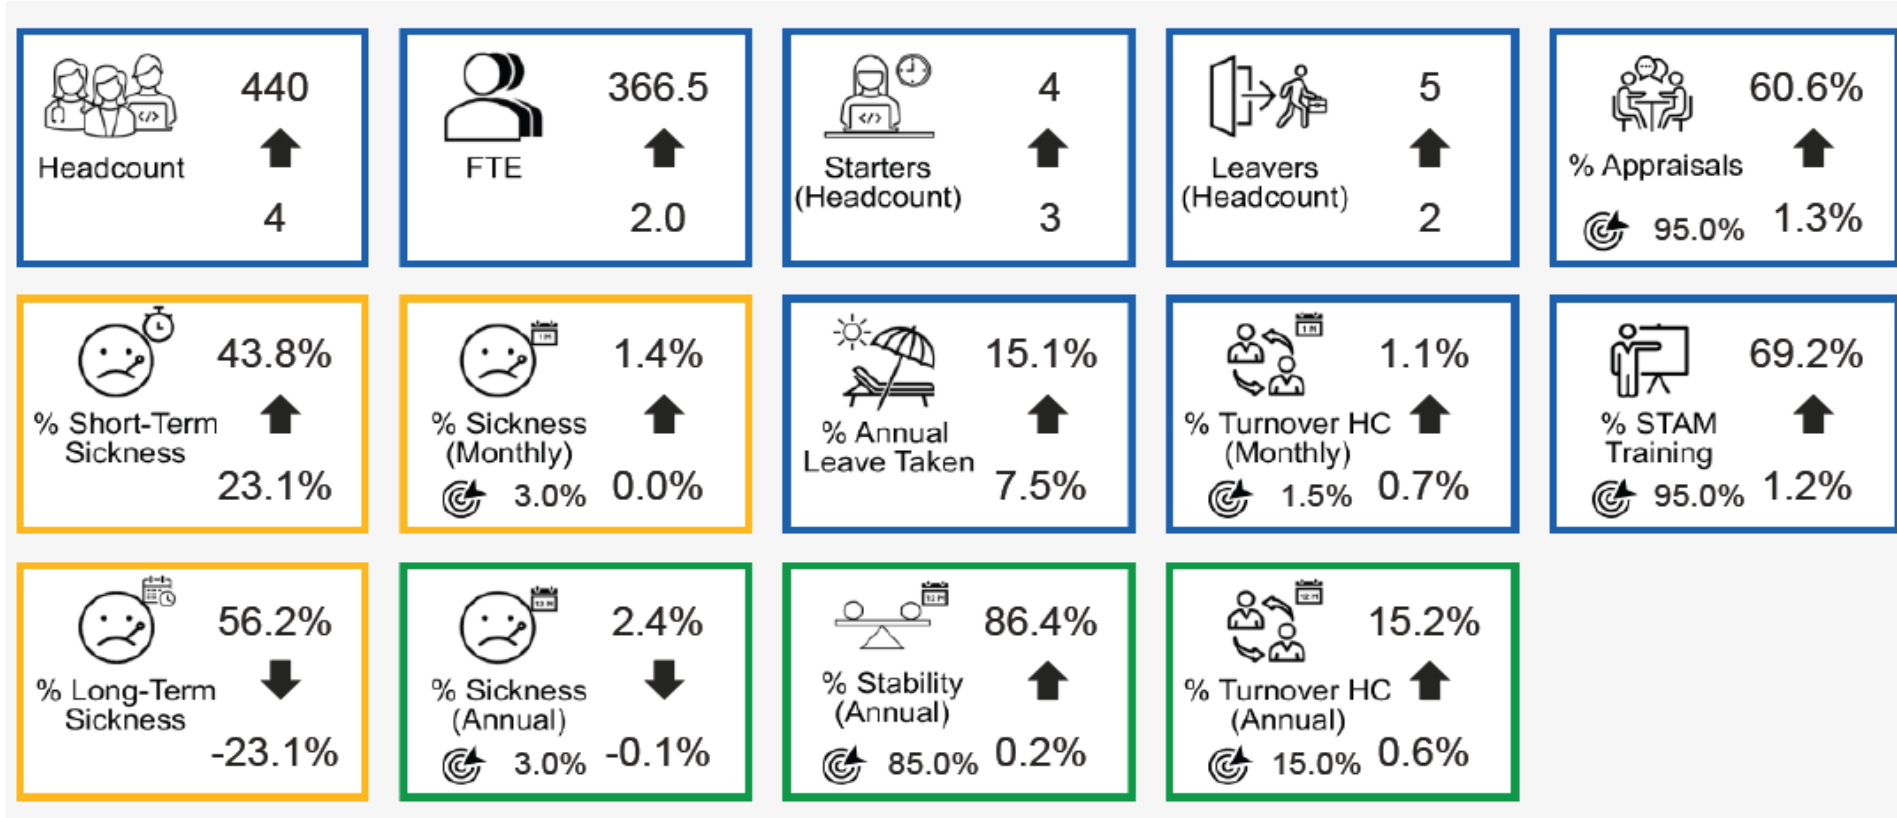 440
Headcount
4
366.5
FTE
2.0
4
Starters
(Headcount)
3
5
Leavers
(Headcount)
2
60.6%
% Appraisals
95.0%
1.3%
43.8%
% Short-Term
Sickness
23.1%
1.4%
% Sickness
(Monthly)
3.0%
0.0%
15.1%
% Annual
Leave Taken
7.5%
1.1%
% Turnover HC
(Monthly)
1.5%
0.7%
69.2%
% STAM
Training
95.0%
1.2%
56.2%
% Long-Term
Sickness
-23.1%
2.4%
% Sickness
(Annual)
3.0%
-0.1%
86.4%
% Stability
(Annual)
85.0%
0.2%
15.2%
% Turnover HC
(Annual)
15.0%
0.6%